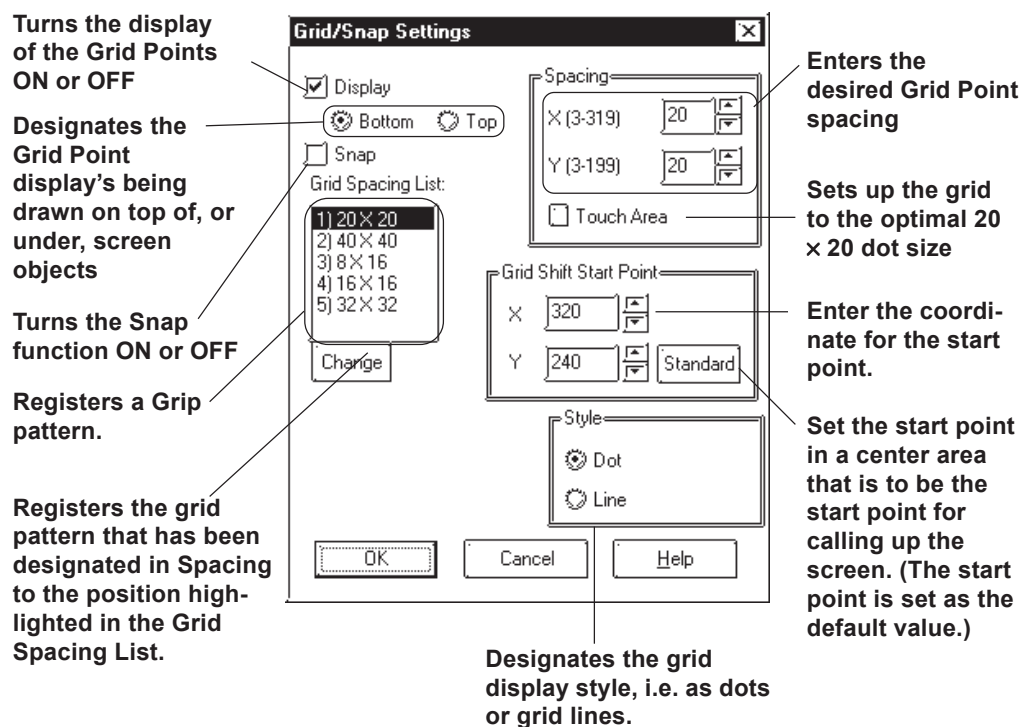 Turns the display
of the Grid Points
ON or OFF
Designates the
Grid Point
display's being
drawn on top of, or
under, screen
objects
Turns the Snap
function ON or OFF
Registers a Grip
pattern.
Registers the grid
pattern that has been
designated in Spacing
to the position high-
lighted in the Grid
Spacing List.
Grid/Snap Settings
Display
Bottom Top
Snap
Grid Spacing List:
1) 20 X 20
2) 40 X 40
3) 8 X 16
4) 16 X 16
5) 32 X 32
Change
Spacing
X (3-319) 20
Y (3-199) 20
Touch Area
Grid Shift Start Point
X 320
Y 240 Standard
Style
Dot
Line
OK Cancel Help
Enters the
desired Grid Point
spacing
Sets up the grid
to the optimal 20
× 20 dot size
Enter the coordi-
nate for the start
point.
Set the start point
in a center area
that is to be the
start point for
calling up the
screen. (The start
point is set as the
default value.)
Designates the grid
display style, i.e. as dots
or grid lines.